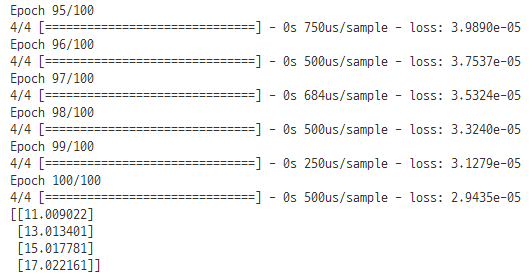 Epoch 95/100
4/4 [==============================] - 0s 750us/sample - loss: 3.9890e-05
Epoch 96/100
4/4 [==============================] - 0s 500us/sample - loss: 3.7537e-05
Epoch 97/100
4/4 [==============================] - 0s 684us/sample - loss: 3.5324e-05
Epoch 98/100
4/4 [==============================] - 0s 500us/sample - loss: 3.3240e-05
Epoch 99/100
4/4 [==============================] - 0s 250us/sample - loss: 3.1279e-05
Epoch 100/100
4/4 [==============================] - 0s 500us/sample - loss: 2.9435e-05
[[11.009022]
[13.013401]
[15.017781]
[17.022161]]